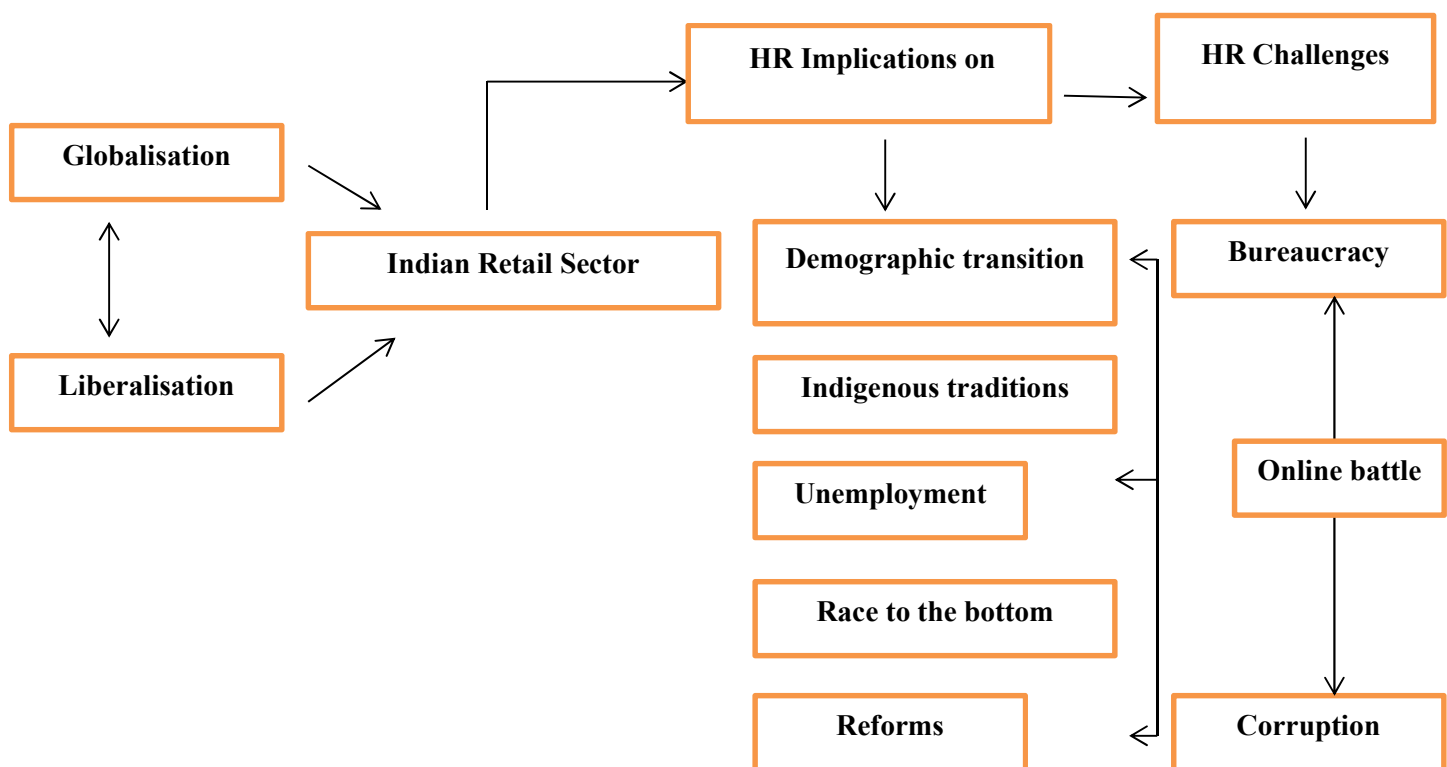 HR Implications on
HR Challenges
Globalisation
Indian Retail Sector
Demographic transition
Bureaucracy
Liberalisation
Indigenous traditions
Unemployment
Online battle
Race to the bottom
Reforms
Corruption